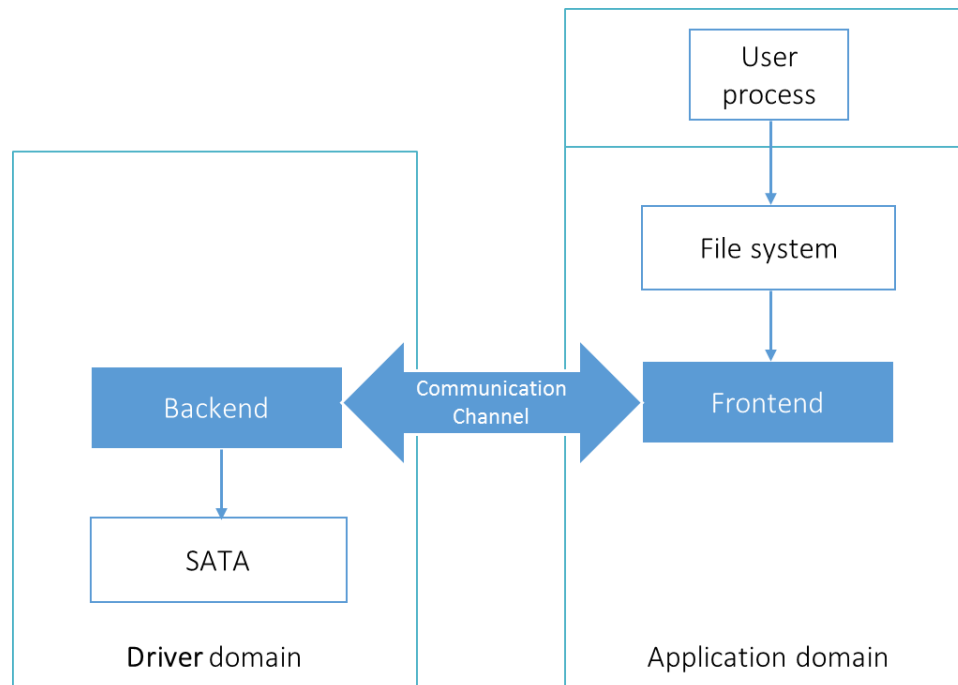 User
process
File system
Backend
Communication
Channel
Frontend
SATA
Driver domain
Application domain